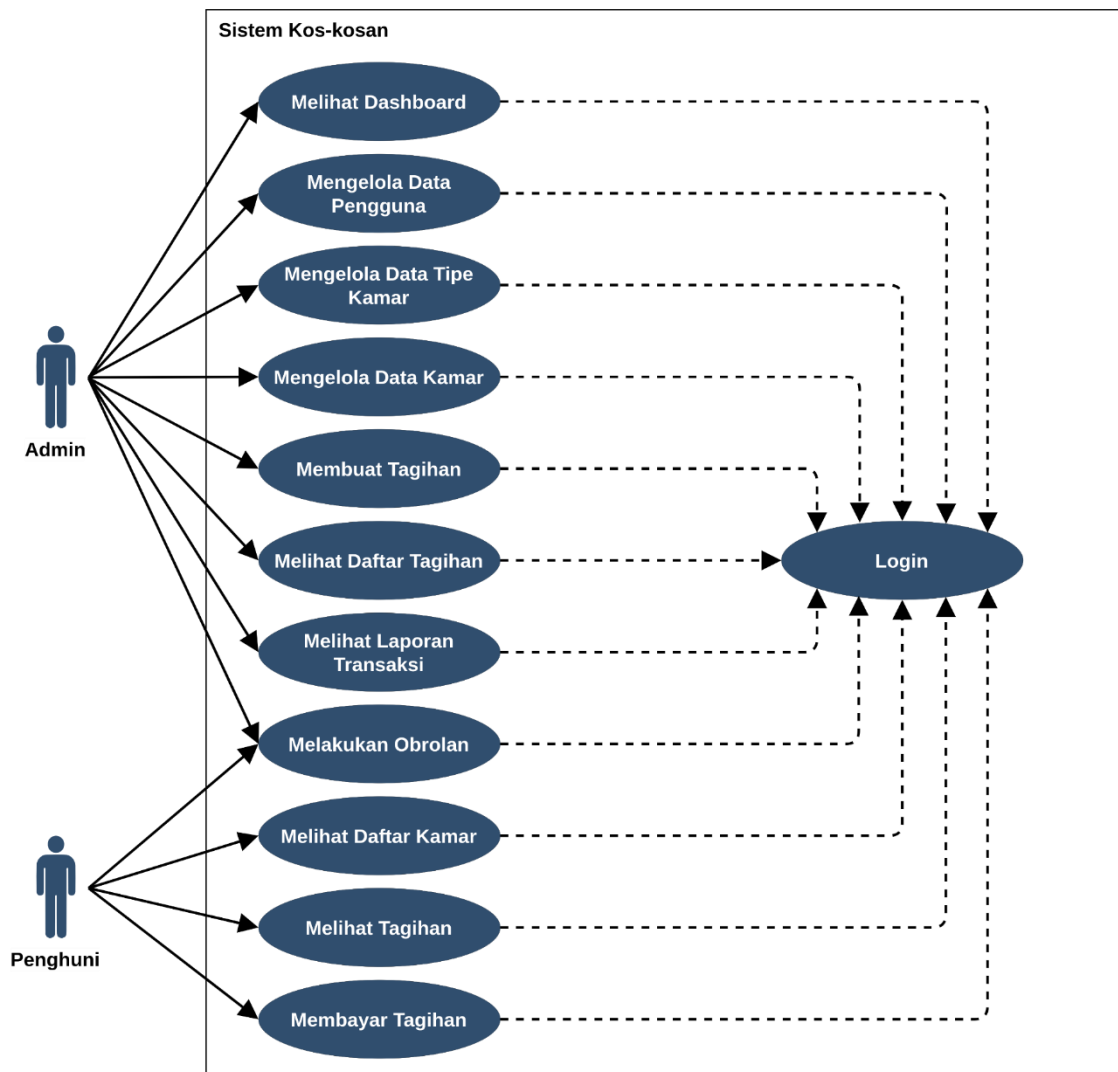 Sistem Kos-kosan
Melihat Dashboard
Mengelola Data
Pengguna
Mengelola Data Tipe
Kamar
Mengelola Data Kamar
Admin
Membuat Tagihan
Melihat Daftar Tagihan
Login
Melihat Laporan
Transaksi
Melakukan Obrolan
Melihat Daftar Kamar
Melihat Tagihan
Penghuni
Membayar Tagihan